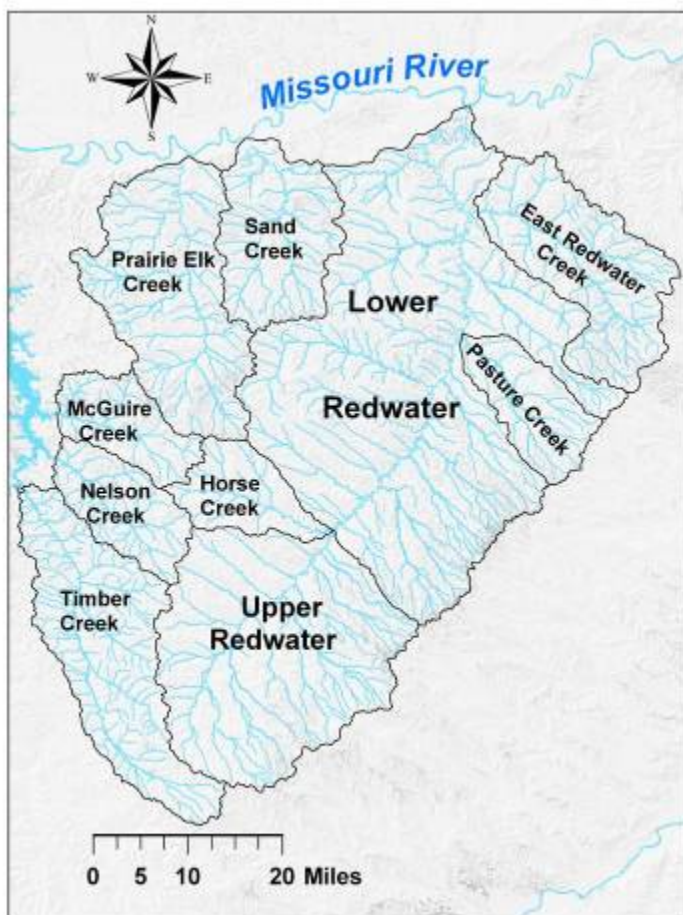 N
W E
S
Missouri River
Sand
Creek
East Redwater
Creek
Prairie Elk
Creek
Lower
Redwater
Pasture Creek
McGuire
Creek
Nelson
Creek
Horse
Creek
Timber
Creek
Upper
Redwater
0 5 10 20 Miles